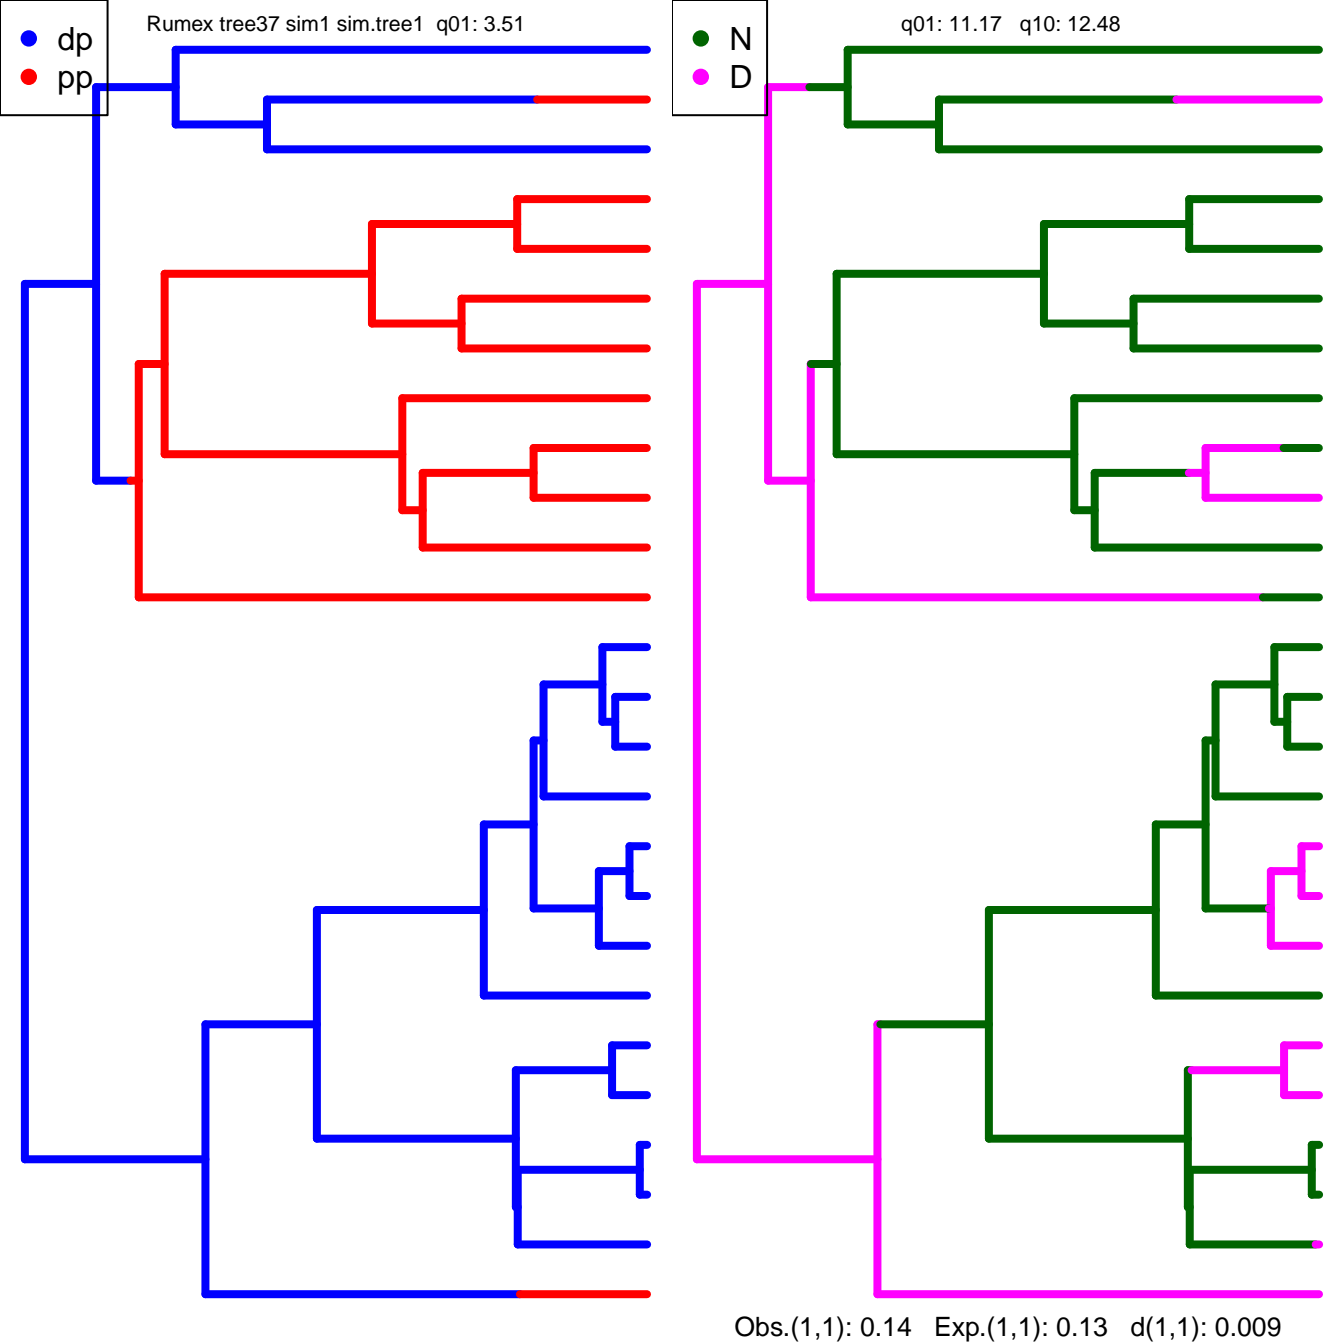 Rumex tree37 sim1 sim.tree1 q01: 3.51
dp
pp
q01: 11.17 q10: 12.48
N
D
Obs.(1,1): 0.14 Exp.(1,1): 0.13 d(1,1): 0.009